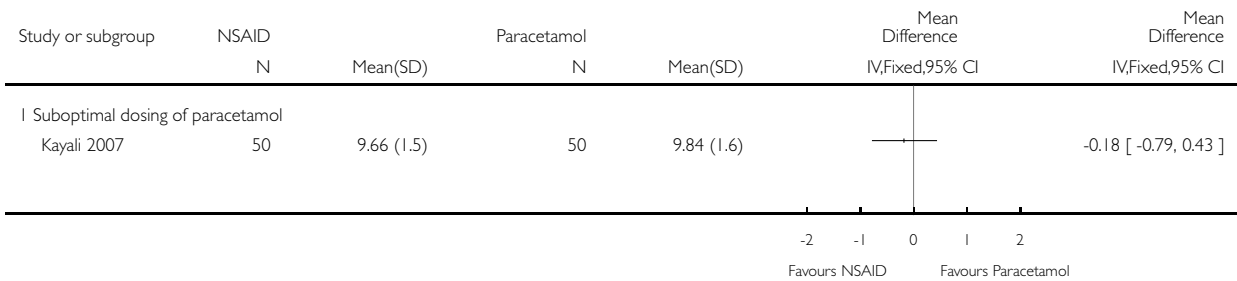 Study or subgroup NSAID Paracetamol Mean Difference Mean Difference
N Mean(SD) N Mean(SD) IV,Fixed,95% CI IV,Fixed,95% CI
1 Suboptimal dosing of paracetamol
Kayali 2007 50 9.66 (1.5) 50 9.84 (1.6) -0.18 [ -0.79, 0.43 ]
-2 -1 0 1 2
Favours NSAID Favours Paracetamol